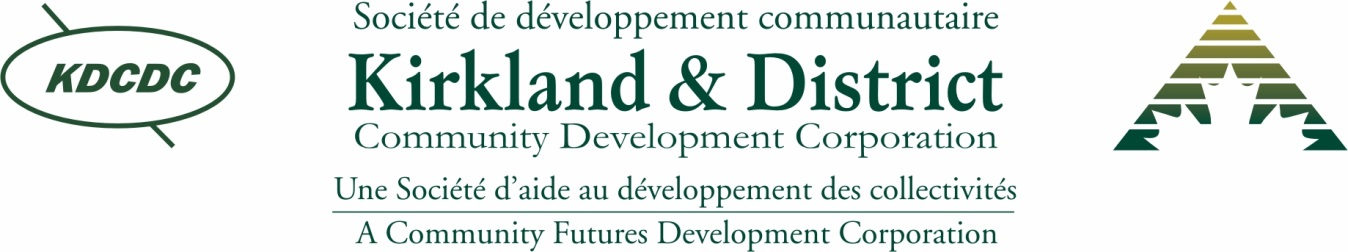 KDCDC
Société de développement communautaire
Kirkland & District
Community Development Corporation
Une Société d'aide au développement des collectivités
A Community Futures Development Corporation